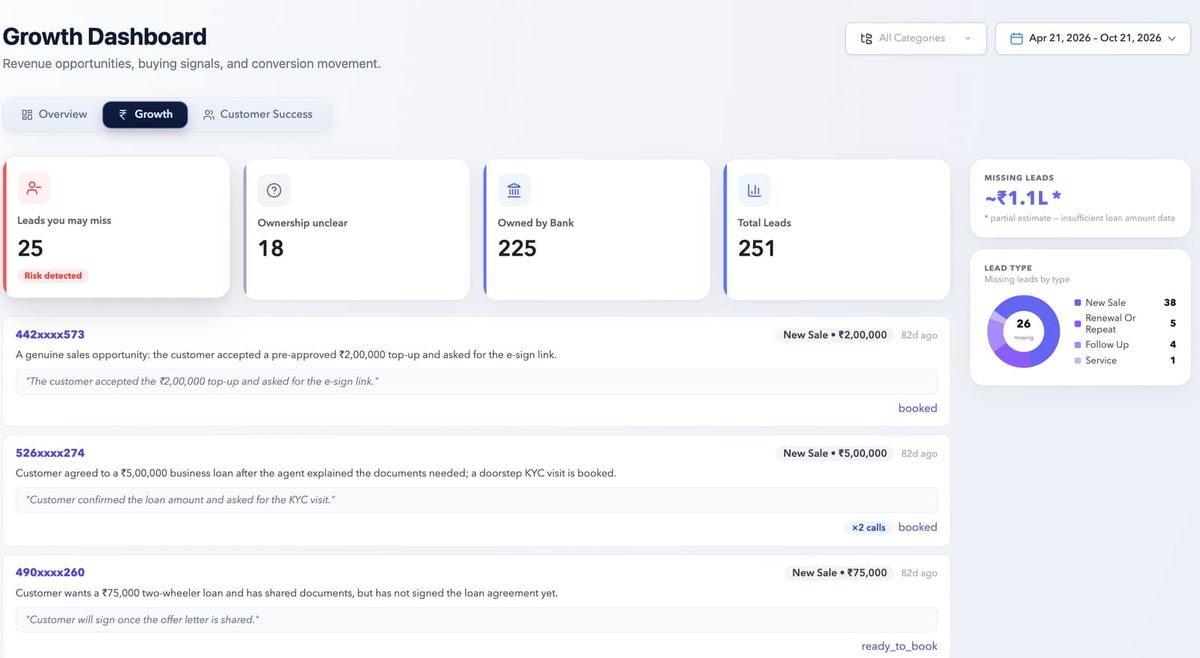 Growth Dashboard
Revenue opportunities, buying signals, and conversion movement.
All Categories
Apr 21, 2026 – Oct 21, 2026
Overview
Growth
Customer Success
Leads you may miss
25
Risk detected
Ownership unclear
18
Owned by Bank
225
Total Leads
251
MISSING LEADS
~₹1.1L *
* partial estimate — insufficient loan amount data
LEAD TYPE
Missing leads by type
26
missing
New Sale 38
Renewal Or
Repeat 5
Follow Up 4
Service 1
442xxxx573 New Sale • ₹2,00,000 82d ago
A genuine sales opportunity: the customer accepted a pre-approved ₹2,00,000 top-up and asked for the e-sign link.
"The customer accepted the ₹2,00,000 top-up and asked for the e-sign link."
booked
526xxxx274 New Sale • ₹5,00,000 82d ago
Customer agreed to a ₹5,00,000 business loan after the agent explained the documents needed; a doorstep KYC visit is booked.
"Customer confirmed the loan amount and asked for the KYC visit."
×2 calls booked
490xxxx260 New Sale • ₹75,000 82d ago
Customer wants a ₹75,000 two-wheeler loan and has shared documents, but has not signed the loan agreement yet.
"Customer will sign once the offer letter is shared."
ready_to_book